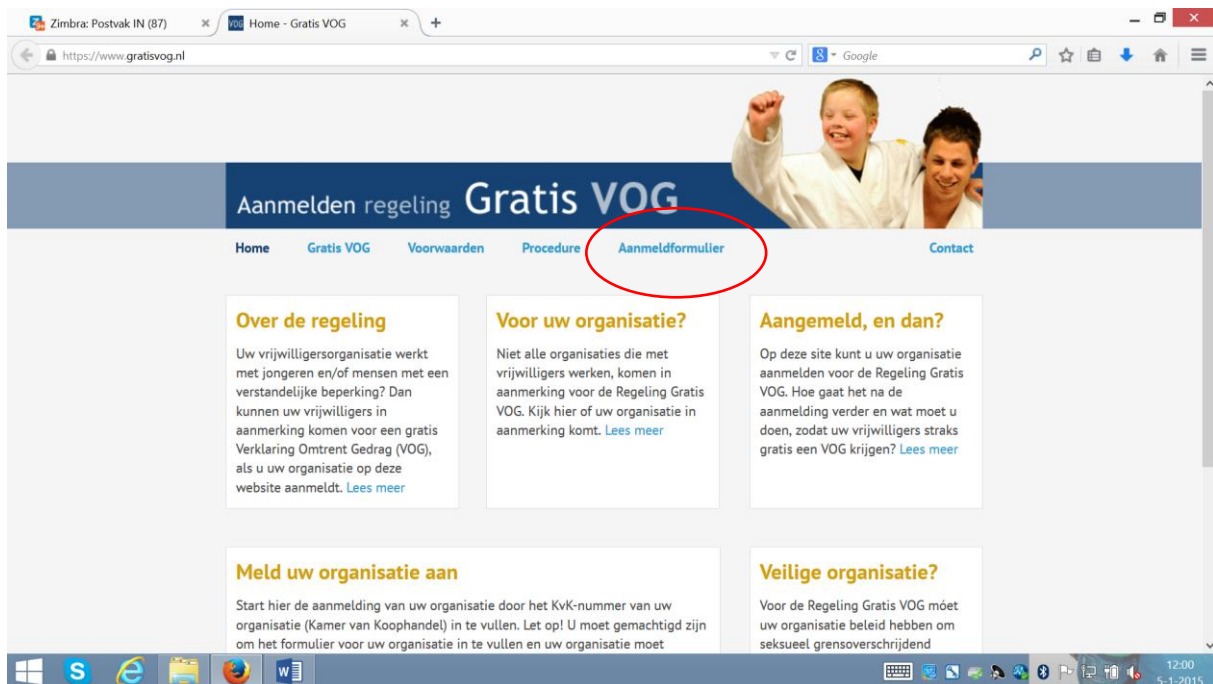 Zimbra: Postvak IN (87)
VOG Home - Gratis VOG
https://www.gratisvog.nl
Google
Aanmelden regeling Gratis VOG
Home Gratis VOG Voorwaarden Procedure Aanmeldformulier Contact
Over de regeling
Uw vrijwilligersorganisatie werkt
met jongeren en/of mensen met een
verstandelijke beperking? Dan
kunnen uw vrijwilligers in
aanmerking komen voor een gratis
Verklaring Omtrent Gedrag (VOG),
als u uw organisatie op deze
website aanmeldt. Lees meer
Voor uw organisatie?
Niet alle organisaties die met
vrijwilligers werken, komen in
aanmerking voor de Regeling Gratis
VOG. Kijk hier of uw organisatie in
aanmerking komt. Lees meer
Aangemeld, en dan?
Op deze site kunt u uw organisatie
aanmelden voor de Regeling Gratis
VOG. Hoe gaat het na de
aanmelding verder en wat moet u
doen, zodat uw vrijwilligers straks
gratis een VOG krijgen? Lees meer
Meld uw organisatie aan
Start hier de aanmelding van uw organisatie door het KvK-nummer van uw
organisatie (Kamer van Koophandel) in te vullen. Let op! U moet gemachtigd zijn
om het formulier voor uw organisatie in te vullen en uw organisatie moet
Veilige organisatie?
Voor de Regeling Gratis VOG móet
uw organisatie beleid hebben om
seksueel grensoverschrijdend
12:00
5-1-2015